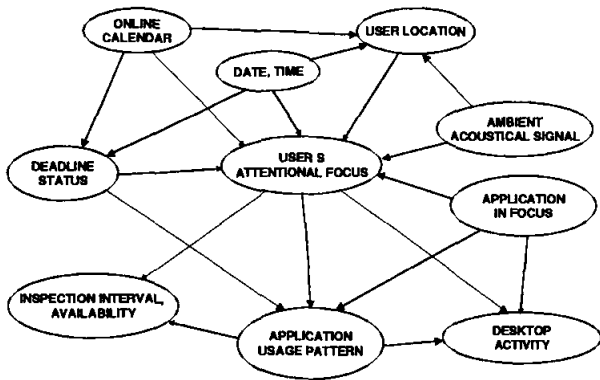 ONLINE
CALENDAR
USER LOCATION
DATE, TIME
AMBIENT
ACOUSTICAL SIGNAL
DEADLINE
STATUS
USER S
ATTENTIONAL FOCUS
APPLICATION
IN FOCUS
INSPECTION INTERVAL,
AVAILABILITY
APPLICATION
USAGE PATTERN
DESKTOP
ACTIVITY